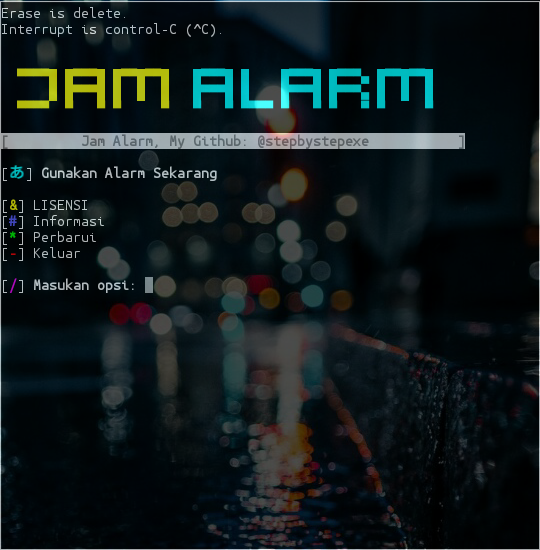 Erase is delete.
Interrupt is control-C (^C).
JAM ALARM
[ Jam Alarm, My Github: @stepbystepexe ]
[あ] Gunakan Alarm Sekarang
[&] LISENSI
[#] Informasi
[*] Perbarui
[-] Keluar
[/] Masukan opsi: